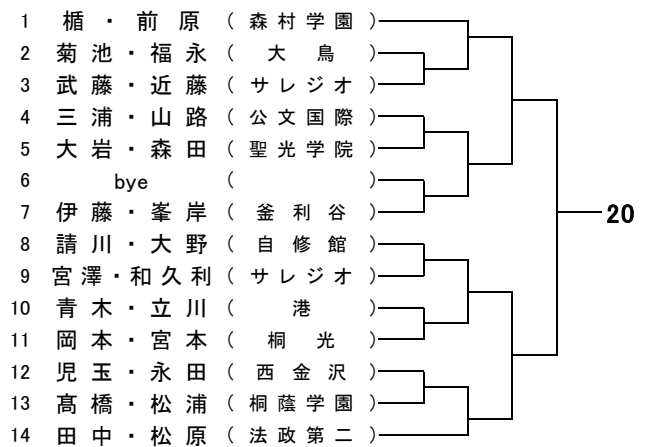 1 楯・前原 （森村学園）
2 菊池・福永 （大鳥）
3 武藤・近藤 （サレジオ）
4 三浦・山路 （公文国際）
5 大岩・森田 （聖光学院）
6 bye （ ）
7 伊藤・峯岸 （釜利谷）
20
8 請川・大野 （自修館）
9 宮澤・和久利 （サレジオ）
10 青木・立川 （港）
11 岡本・宮本 （桐光）
12 児玉・永田 （西金沢）
13 髙橋・松浦 （桐蔭学園）
14 田中・松原 （法政第二）